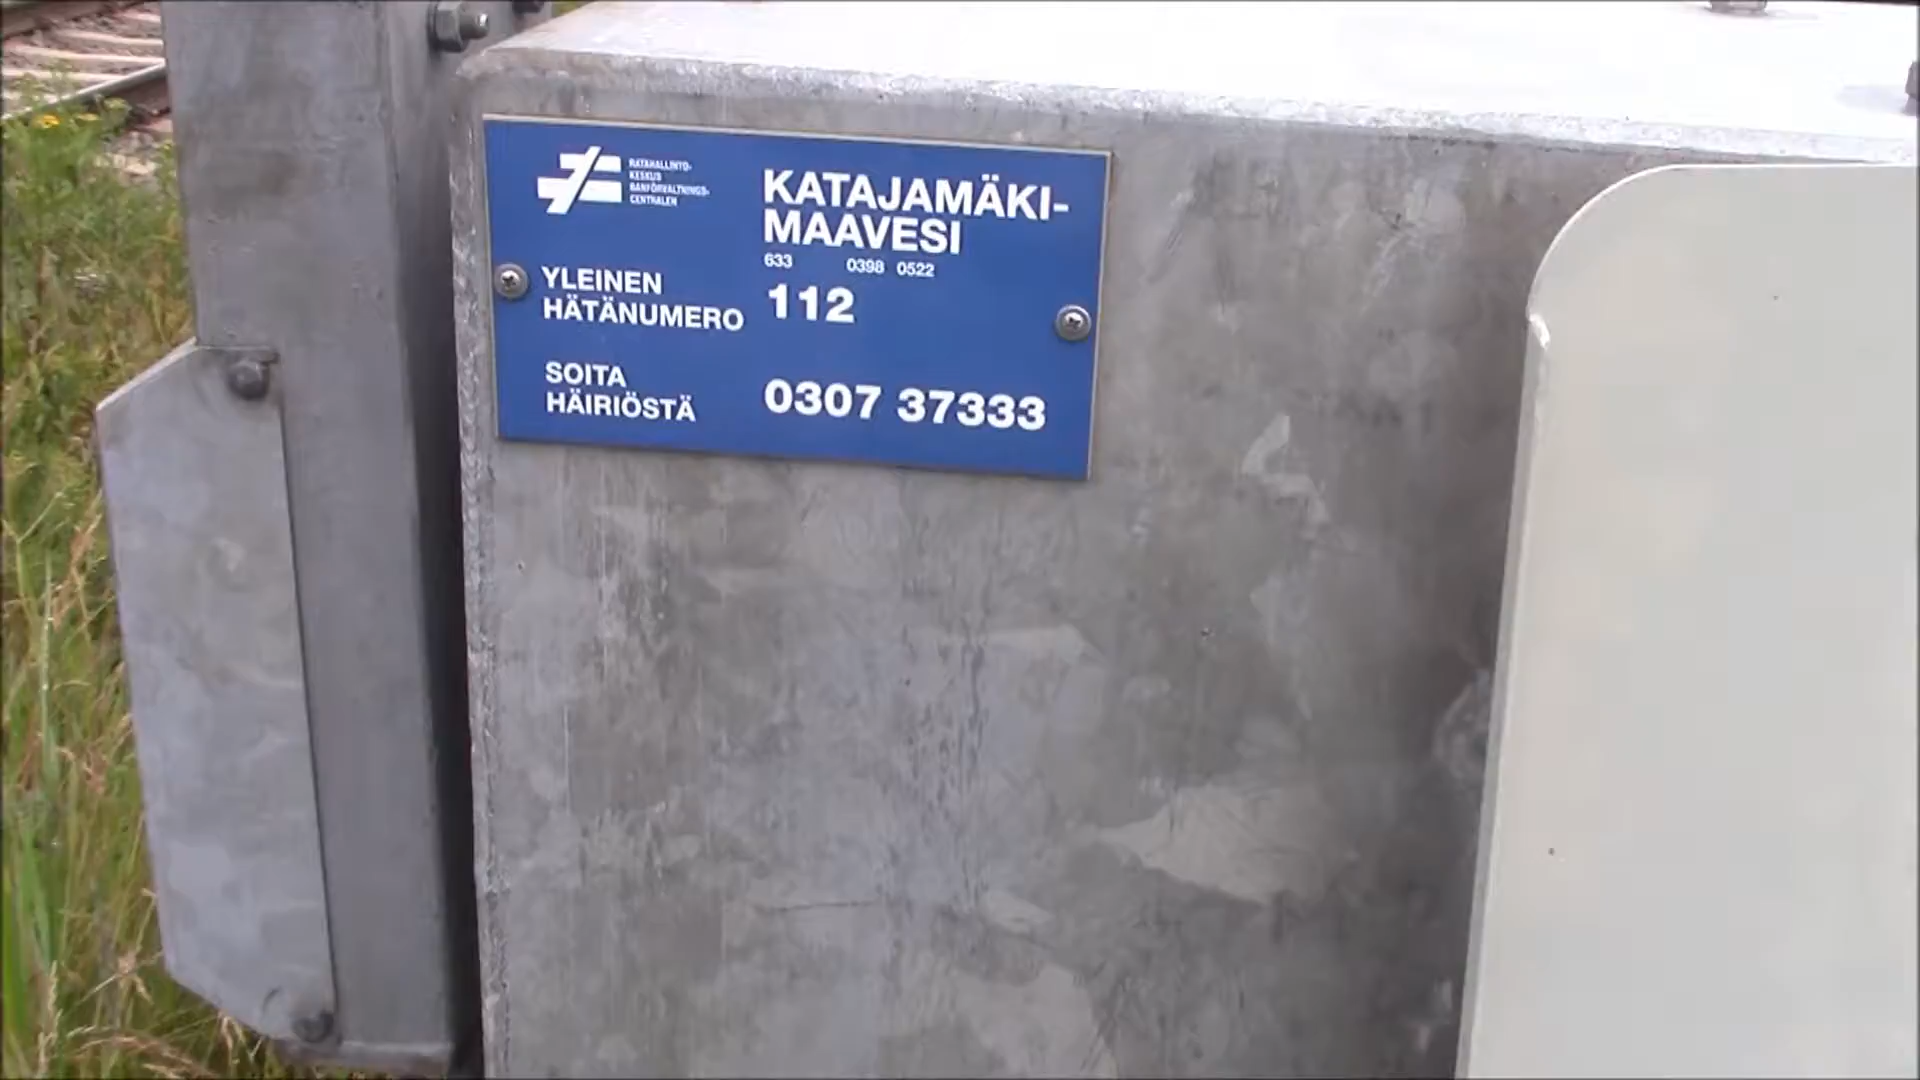 RATAHALLINTO-
KESKUS
BANFÖRVALTNINGS-
CENTRALEN
KATAJAMÄKI-
MAAVESI
633 0398 0522
YLEINEN
HÄTÄNUMERO
112
SOITA
HÄIRIÖSTÄ
0307 37333